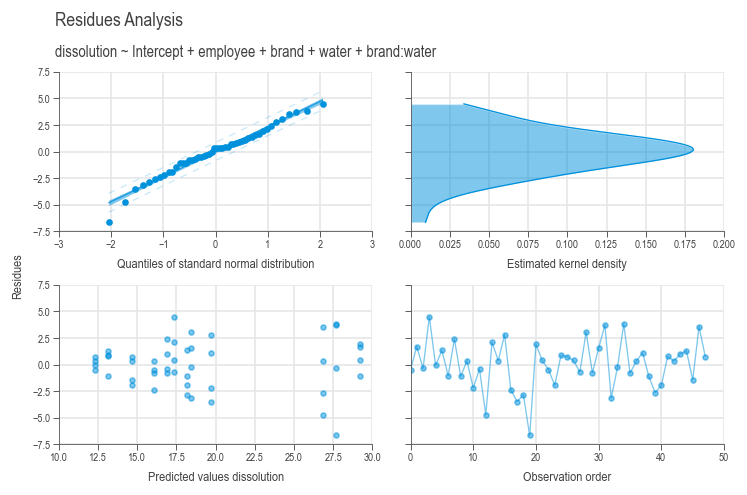 Residues Analysis
dissolution ~ Intercept + employee + brand + water + brand:water
7.5
5.0
2.5
0.0
−2.5
−5.0
−7.5
−3 −2 −1 0 1 2 3
Quantiles of standard normal distribution
0.000 0.025 0.050 0.075 0.100 0.125 0.150 0.175 0.200
Estimated kernel density
Residues
7.5
5.0
2.5
0.0
−2.5
−5.0
−7.5
10.0 12.5 15.0 17.5 20.0 22.5 25.0 27.5 30.0
Predicted values dissolution
0 10 20 30 40 50
Observation order